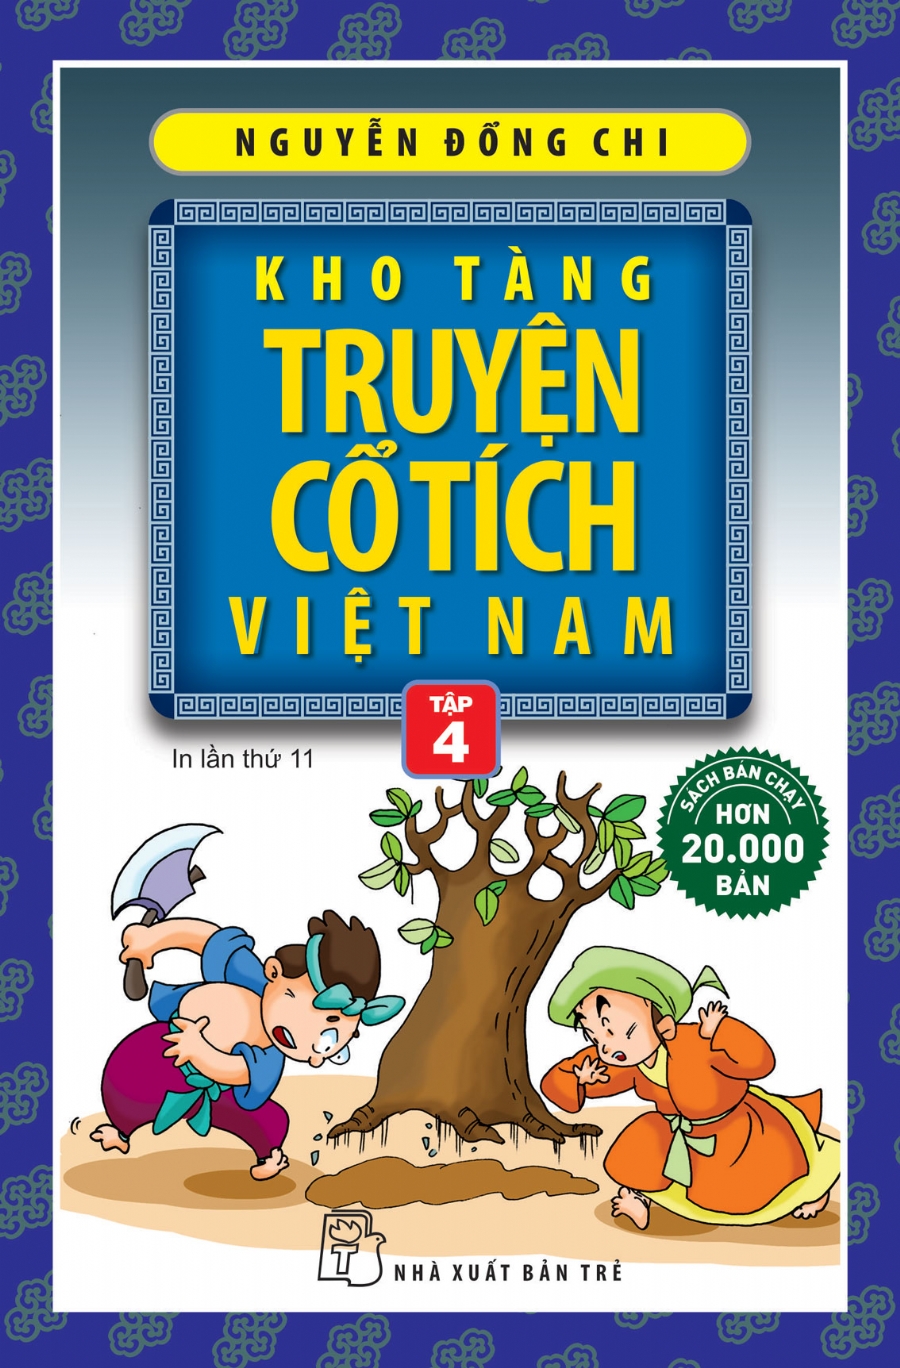 NGUYỄN ĐỔNG CHI
KHO TÀNG
TRUYỆN
CỔ TÍCH
VIỆT NAM
TẬP
4
In lần thứ 11
SÁCH BÁN CHẠY
HƠN
20.000
BẢN
T
NHÀ XUẤT BẢN TRẺ